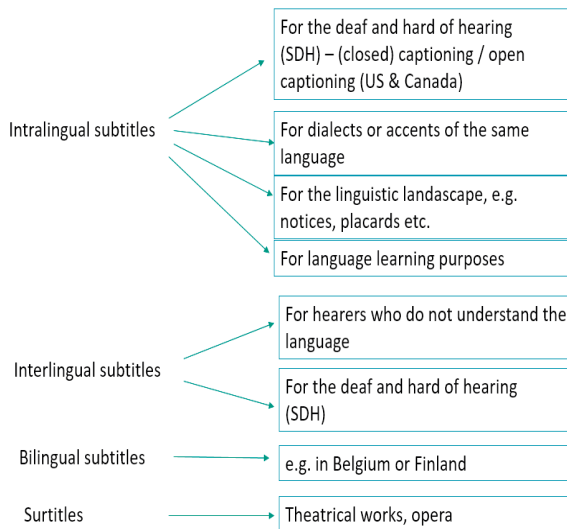 Intralingual subtitles
For the deaf and hard of hearing
(SDH) – (closed) captioning / open
captioning (US & Canada)
For dialects or accents of the same
language
For the linguistic landascape, e.g.
notices, placards etc.
For language learning purposes
Interlingual subtitles
For hearers who do not understand the
language
For the deaf and hard of hearing
(SDH)
Bilingual subtitles
e.g. in Belgium or Finland
Surtitles
Theatrical works, opera